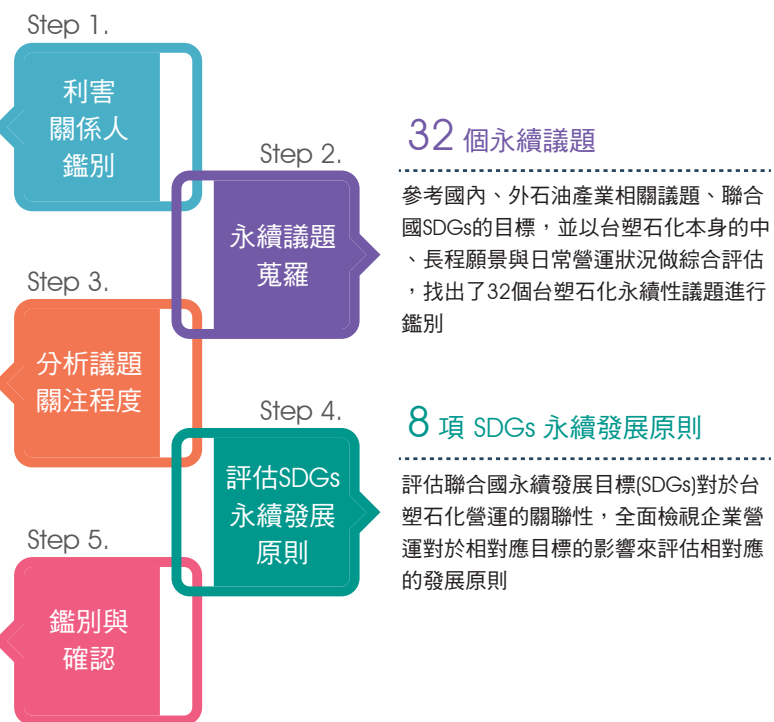 Step 1.
利害
關係人
鑑別
Step 2.
永續議題
蒐羅
32 個永續議題
參考國內、外石油產業相關議題、聯合
國SDGs的目標，並以台塑石化本身的中
、長程願景與日常營運狀況做綜合評估
，找出了32個台塑石化永續性議題進行
鑑別
Step 3.
分析議題
關注程度
Step 4.
評估SDGs
永續發展
原則
8 項 SDGs 永續發展原則
評估聯合國永續發展目標(SDGs)對於台
塑石化營運的關聯性，全面檢視企業營
運對於相對應目標的影響來評估相對應
的發展原則
Step 5.
鑑別與
確認